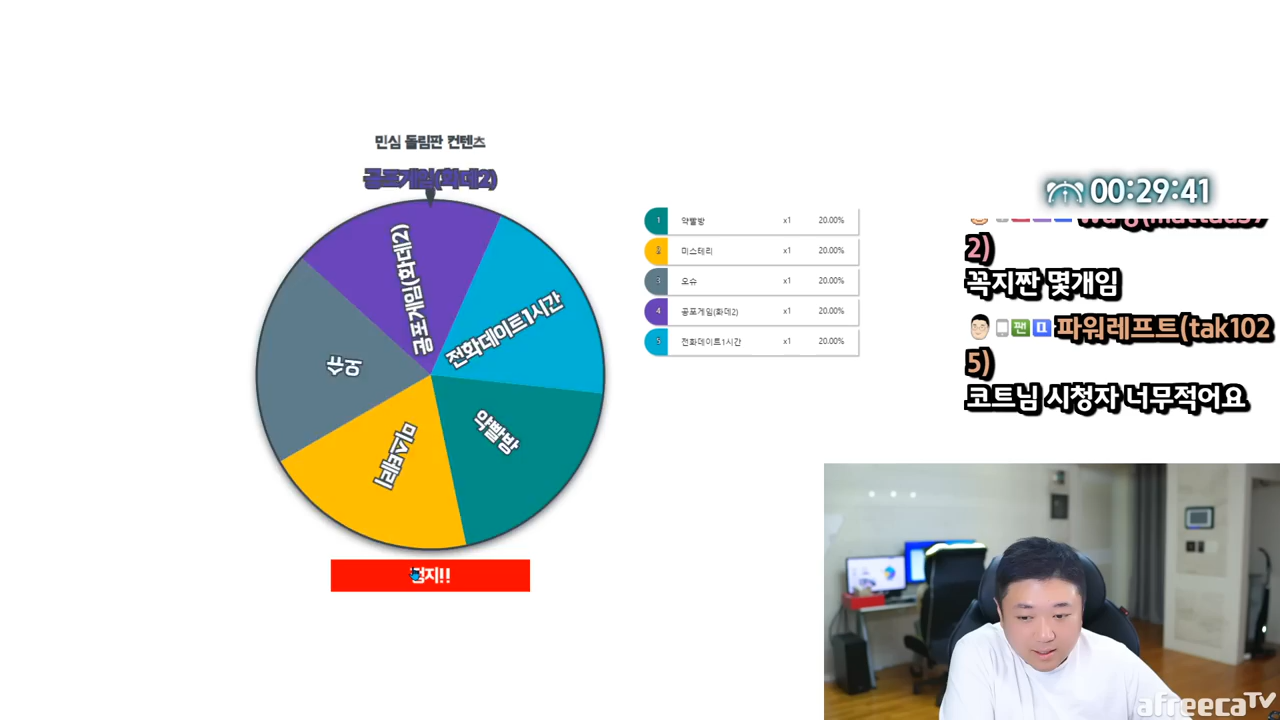 민심 돌림판 컨텐츠
공포게임(화데2)
공포게임(화데2)
전화데이트1시간
약빨방
미스테리
오슈
정지!!
1 약빨방 x1 20.00%
2 미스테리 x1 20.00%
3 오슈 x1 20.00%
4 공포게임(화데2) x1 20.00%
5 전화데이트1시간 x1 20.00%
00:29:41
2)
꼭지짠 몇개임
팬 파워레프트(tak102
5)
코트님 시청자 너무적어요
afreecaTV